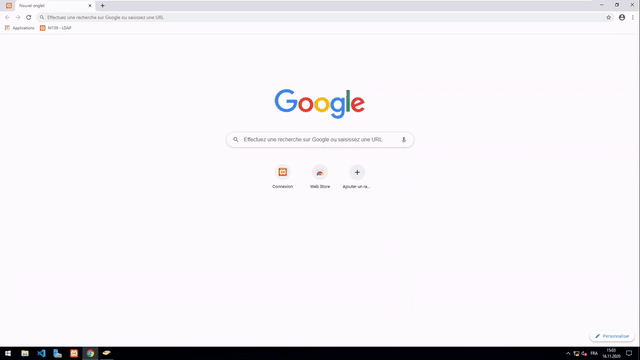 Nouvel onglet
Effectuez une recherche sur Google ou saisissez une URL
Applications
NT09 - LDAP
Google
Effectuez une recherche sur Google ou saisissez une URL
Connexion
Web Store
Ajouter un ra...
Personnaliser
FRA
15:03
16.11.2020